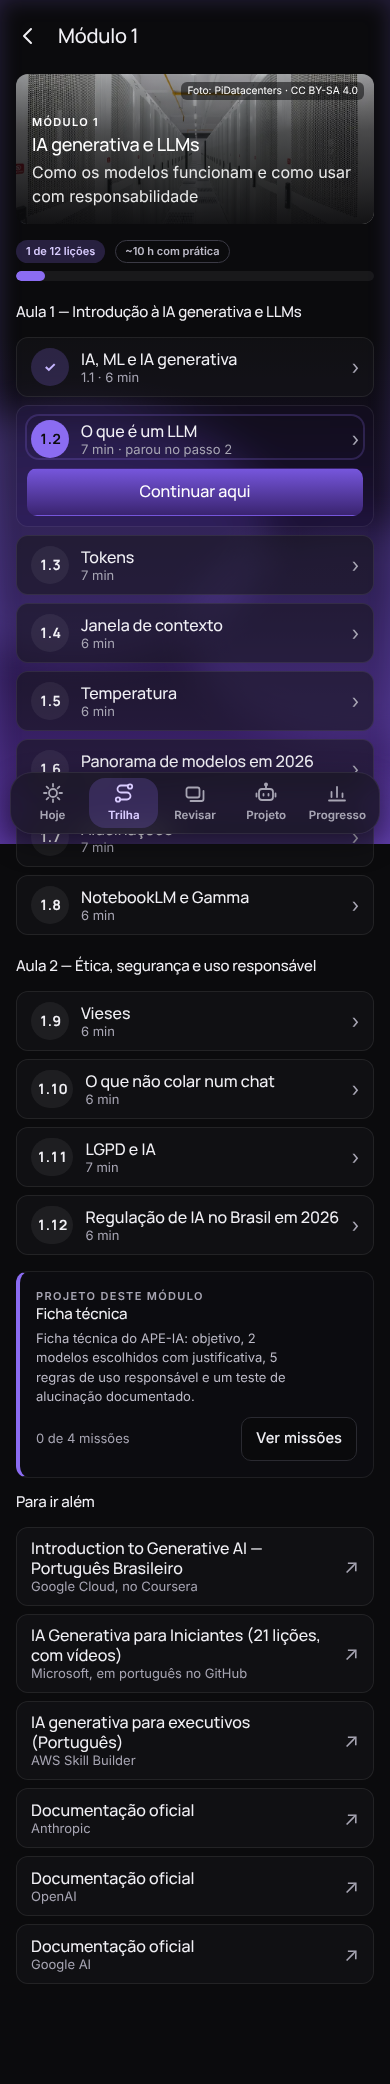 Módulo 1
Foto: PiDatacenters · CC BY-SA 4.0
MÓDULO 1
IA generativa e LLMs
Como os modelos funcionam e como usar
com responsabilidade
1 de 12 lições
~10 h com prática
Aula 1 — Introdução à IA generativa e LLMs
IA, ML e IA generativa
1.1 · 6 min
1.2
O que é um LLM
7 min · parou no passo 2
Continuar aqui
1.3
Tokens
7 min
1.4
Janela de contexto
6 min
1.5
Temperatura
6 min
1.6
Panorama de modelos em 2026
Hoje
Trilha
Revisar
Projeto
Progresso
1.7
7 min
1.8
NotebookLM e Gamma
6 min
Aula 2 — Ética, segurança e uso responsável
1.9
Vieses
6 min
1.10
O que não colar num chat
6 min
1.11
LGPD e IA
7 min
1.12
Regulação de IA no Brasil em 2026
6 min
PROJETO DESTE MÓDULO
Ficha técnica
Ficha técnica do APE-IA: objetivo, 2
modelos escolhidos com justificativa, 5
regras de uso responsável e um teste de
alucinação documentado.
0 de 4 missões
Ver missões
Para ir além
Introduction to Generative AI —
Português Brasileiro
Google Cloud, no Coursera
IA Generativa para Iniciantes (21 lições,
com vídeos)
Microsoft, em português no GitHub
IA generativa para executivos
(Português)
AWS Skill Builder
Documentação oficial
Anthropic
Documentação oficial
OpenAI
Documentação oficial
Google AI